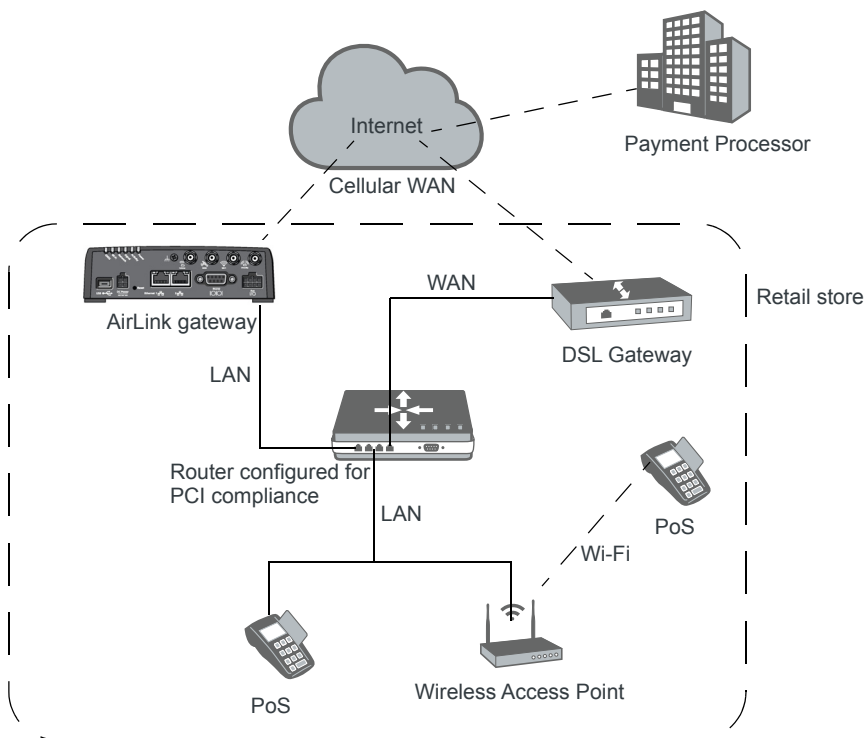 Internet
Payment Processor
Cellular WAN
WAN
Retail store
AirLink gateway
DSL Gateway
LAN
Router configured for
PCI compliance
LAN
PoS
Wi-Fi
Wireless Access Point
PoS